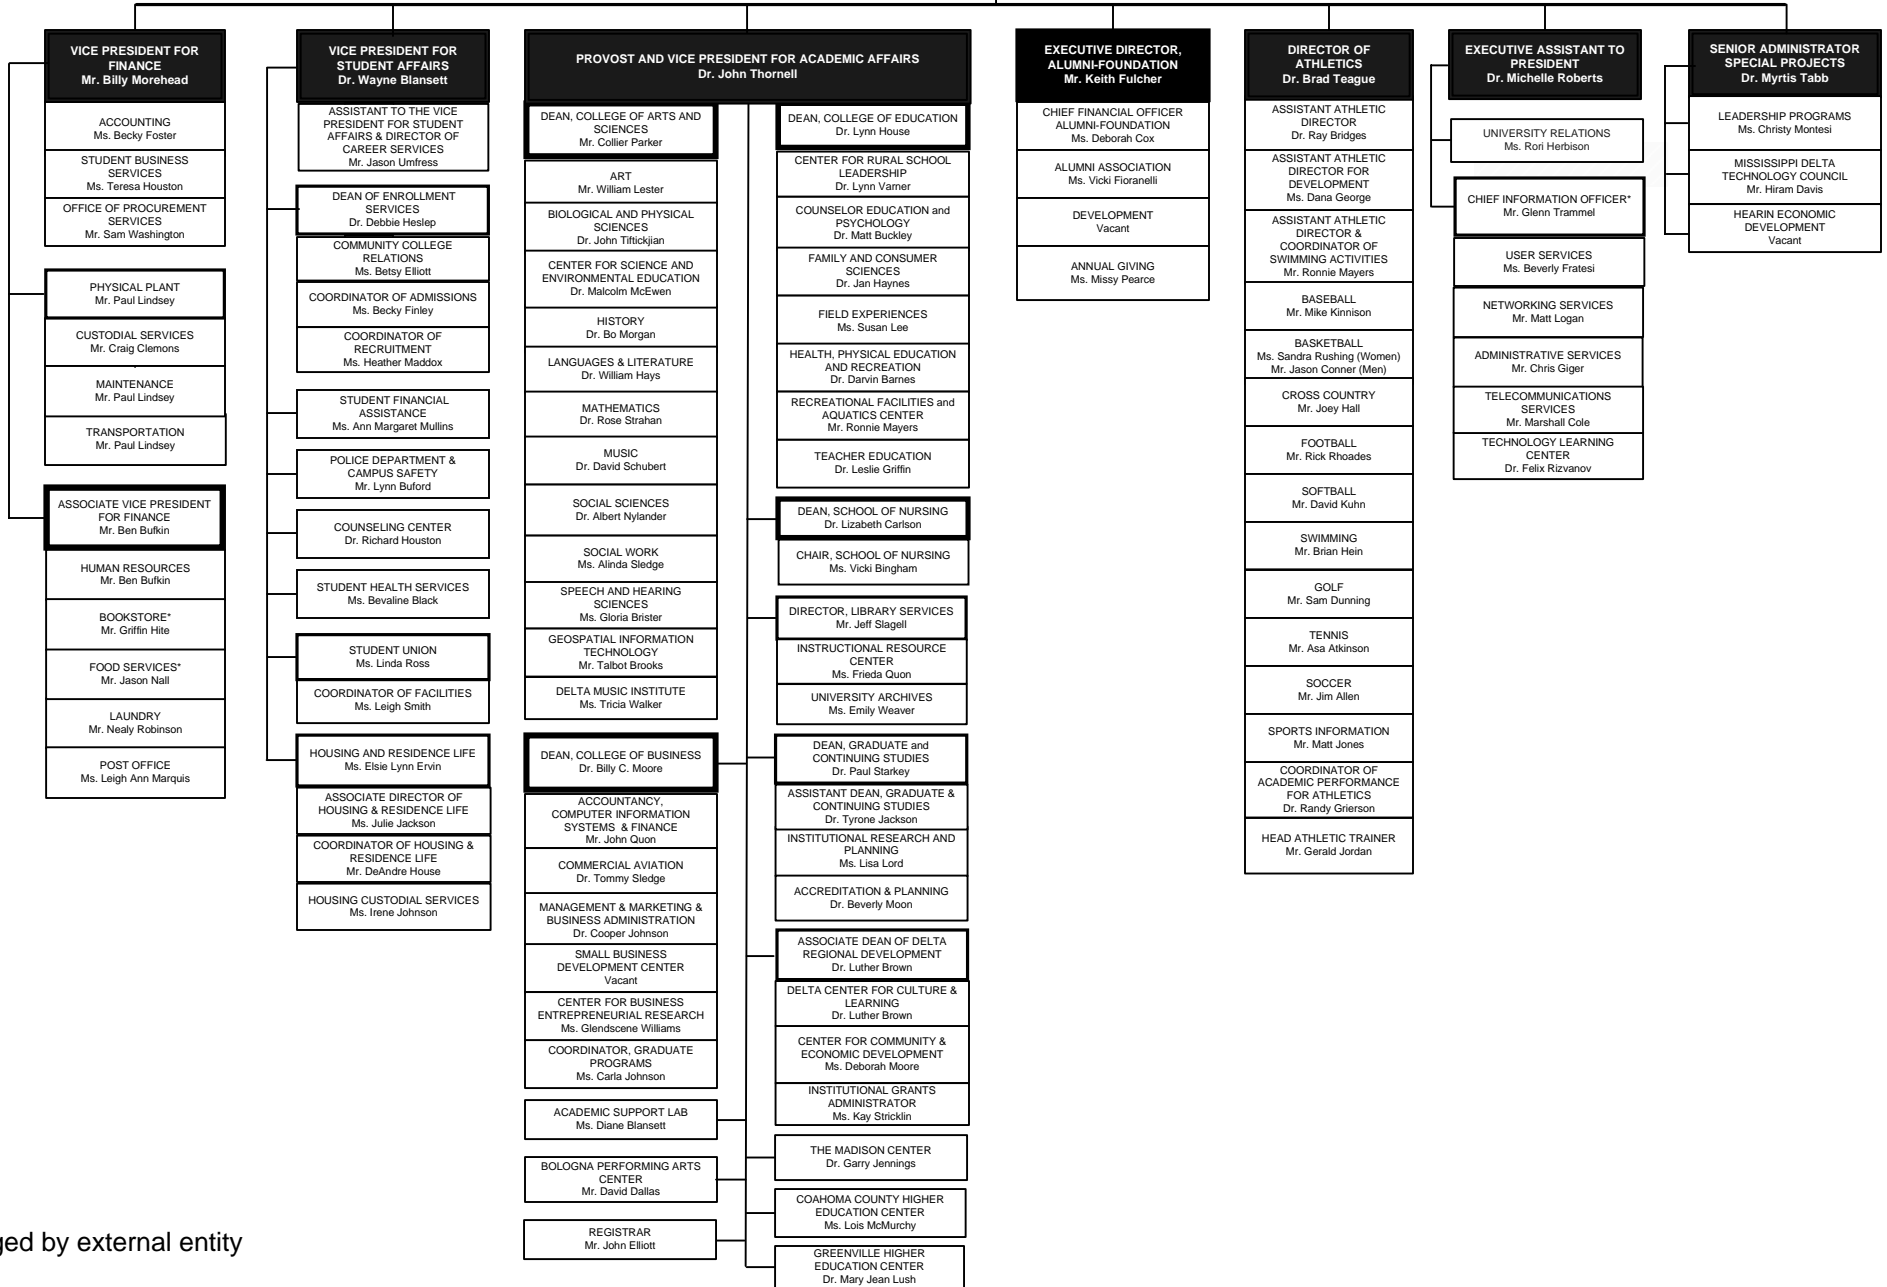 VICE PRESIDENT FOR
FINANCE
Mr. Billy Morehead
ACCOUNTING
Ms. Becky Foster
STUDENT BUSINESS
SERVICES
Ms. Teresa Houston
OFFICE OF PROCUREMENT
SERVICES
Mr. Sam Washington
PHYSICAL PLANT
Mr. Paul Lindsey
CUSTODIAL SERVICES
Mr. Craig Clemons
MAINTENANCE
Mr. Paul Lindsey
TRANSPORTATION
Mr. Paul Lindsey
ASSOCIATE VICE PRESIDENT
FOR FINANCE
Mr. Ben Bufkin
HUMAN RESOURCES
Mr. Ben Bufkin
BOOKSTORE*
Mr. Griffin Hite
FOOD SERVICES*
Mr. Jason Nall
LAUNDRY
Mr. Nealy Robinson
POST OFFICE
Ms. Leigh Ann Marquis
VICE PRESIDENT FOR
STUDENT AFFAIRS
Dr. Wayne Blansett
ASSISTANT TO THE VICE
PRESIDENT FOR STUDENT
AFFAIRS & DIRECTOR OF
CAREER SERVICES
Mr. Jason Umfress
DEAN OF ENROLLMENT
SERVICES
Dr. Debbie Heslep
COMMUNITY COLLEGE
RELATIONS
Ms. Betsy Elliott
COORDINATOR OF ADMISSIONS
Ms. Becky Finley
COORDINATOR OF
RECRUITMENT
Ms. Heather Maddox
STUDENT FINANCIAL
ASSISTANCE
Ms. Ann Margaret Mullins
POLICE DEPARTMENT &
CAMPUS SAFETY
Mr. Lynn Buford
COUNSELING CENTER
Dr. Richard Houston
STUDENT HEALTH SERVICES
Ms. Bevaline Black
STUDENT UNION
Ms. Linda Ross
COORDINATOR OF FACILITIES
Ms. Leigh Smith
HOUSING AND RESIDENCE LIFE
Ms. Elsie Lynn Ervin
ASSOCIATE DIRECTOR OF
HOUSING & RESIDENCE LIFE
Ms. Julie Jackson
COORDINATOR OF HOUSING &
RESIDENCE LIFE
Mr. DeAndre House
HOUSING CUSTODIAL SERVICES
Ms. Irene Johnson
PROVOST AND VICE PRESIDENT FOR ACADEMIC AFFAIRS
Dr. John Thornell
DEAN, COLLEGE OF ARTS AND
SCIENCES
Mr. Collier Parker
ART
Mr. William Lester
BIOLOGICAL AND PHYSICAL
SCIENCES
Dr. John Tiftickjian
CENTER FOR SCIENCE AND
ENVIRONMENTAL EDUCATION
Dr. Malcolm McEwen
HISTORY
Dr. Bo Morgan
LANGUAGES & LITERATURE
Dr. William Hays
MATHEMATICS
Dr. Rose Strahan
MUSIC
Dr. David Schubert
SOCIAL SCIENCES
Dr. Albert Nylander
SOCIAL WORK
Ms. Alinda Sledge
SPEECH AND HEARING
SCIENCES
Ms. Gloria Brister
GEOSPATIAL INFORMATION
TECHNOLOGY
Mr. Talbot Brooks
DELTA MUSIC INSTITUTE
Ms. Tricia Walker
DEAN, COLLEGE OF BUSINESS
Dr. Billy C. Moore
ACCOUNTANCY,
COMPUTER INFORMATION
SYSTEMS & FINANCE
Mr. John Quon
COMMERCIAL AVIATION
Dr. Tommy Sledge
MANAGEMENT & MARKETING &
BUSINESS ADMINISTRATION
Dr. Cooper Johnson
SMALL BUSINESS
DEVELOPMENT CENTER
Vacant
CENTER FOR BUSINESS
ENTREPRENEURIAL RESEARCH
Ms. Glendscene Williams
COORDINATOR, GRADUATE
PROGRAMS
Ms. Carla Johnson
ACADEMIC SUPPORT LAB
Ms. Diane Blansett
BOLOGNA PERFORMING ARTS
CENTER
Mr. David Dallas
REGISTRAR
Mr. John Elliott
DEAN, COLLEGE OF EDUCATION
Dr. Lynn House
CENTER FOR RURAL SCHOOL
LEADERSHIP
Dr. Lynn Varner
COUNSELOR EDUCATION and
PSYCHOLOGY
Dr. Matt Buckley
FAMILY AND CONSUMER
SCIENCES
Dr. Jan Haynes
FIELD EXPERIENCES
Ms. Susan Lee
HEALTH, PHYSICAL EDUCATION
AND RECREATION
Dr. Darvin Barnes
RECREATIONAL FACILITIES and
AQUATICS CENTER
Mr. Ronnie Mayers
TEACHER EDUCATION
Dr. Leslie Griffin
DEAN, SCHOOL OF NURSING
Dr. Lizabeth Carlson
CHAIR, SCHOOL OF NURSING
Ms. Vicki Bingham
DIRECTOR, LIBRARY SERVICES
Mr. Jeff Slagell
INSTRUCTIONAL RESOURCE
CENTER
Ms. Frieda Quon
UNIVERSITY ARCHIVES
Ms. Emily Weaver
DEAN, GRADUATE and
CONTINUING STUDIES
Dr. Paul Starkey
ASSISTANT DEAN, GRADUATE &
CONTINUING STUDIES
Dr. Tyrone Jackson
INSTITUTIONAL RESEARCH AND
PLANNING
Ms. Lisa Lord
ACCREDITATION & PLANNING
Dr. Beverly Moon
ASSOCIATE DEAN OF DELTA
REGIONAL DEVELOPMENT
Dr. Luther Brown
DELTA CENTER FOR CULTURE &
LEARNING
Dr. Luther Brown
CENTER FOR COMMUNITY &
ECONOMIC DEVELOPMENT
Ms. Deborah Moore
INSTITUTIONAL GRANTS
ADMINISTRATOR
Ms. Kay Stricklin
THE MADISON CENTER
Dr. Garry Jennings
COAHOMA COUNTY HIGHER
EDUCATION CENTER
Ms. Lois McMurchy
GREENVILLE HIGHER
EDUCATION CENTER
Dr. Mary Jean Lush
EXECUTIVE DIRECTOR,
ALUMNI-FOUNDATION
Mr. Keith Fulcher
CHIEF FINANCIAL OFFICER
ALUMNI-FOUNDATION
Ms. Deborah Cox
ALUMNI ASSOCIATION
Ms. Vicki Fioranelli
DEVELOPMENT
Vacant
ANNUAL GIVING
Ms. Missy Pearce
DIRECTOR OF
ATHLETICS
Dr. Brad Teague
ASSISTANT ATHLETIC
DIRECTOR
Dr. Ray Bridges
ASSISTANT ATHLETIC
DIRECTOR FOR
DEVELOPMENT
Ms. Dana George
ASSISTANT ATHLETIC
DIRECTOR &
COORDINATOR OF
SWIMMING ACTIVITIES
Mr. Ronnie Mayers
BASEBALL
Mr. Mike Kinnison
BASKETBALL
Ms. Sandra Rushing (Women)
Mr. Jason Conner (Men)
CROSS COUNTRY
Mr. Joey Hall
FOOTBALL
Mr. Rick Rhoades
SOFTBALL
Mr. David Kuhn
SWIMMING
Mr. Brian Hein
GOLF
Mr. Sam Dunning
TENNIS
Mr. Asa Atkinson
SOCCER
Mr. Jim Allen
SPORTS INFORMATION
Mr. Matt Jones
COORDINATOR OF
ACADEMIC PERFORMANCE
FOR ATHLETICS
Dr. Randy Grierson
HEAD ATHLETIC TRAINER
Mr. Gerald Jordan
EXECUTIVE ASSISTANT TO
PRESIDENT
Dr. Michelle Roberts
UNIVERSITY RELATIONS
Ms. Rori Herbison
CHIEF INFORMATION OFFICER*
Mr. Glenn Trammel
USER SERVICES
Ms. Beverly Fratesi
NETWORKING SERVICES
Mr. Matt Logan
ADMINISTRATIVE SERVICES
Mr. Chris Giger
TELECOMMUNICATIONS
SERVICES
Mr. Marshall Cole
TECHNOLOGY LEARNING
CENTER
Dr. Felix Rizvanov
SENIOR ADMINISTRATOR
SPECIAL PROJECTS
Dr. Myrtis Tabb
LEADERSHIP PROGRAMS
Ms. Christy Montesi
MISSISSIPPI DELTA
TECHNOLOGY COUNCIL
Mr. Hiram Davis
HEARIN ECONOMIC
DEVELOPMENT
Vacant
by external entity